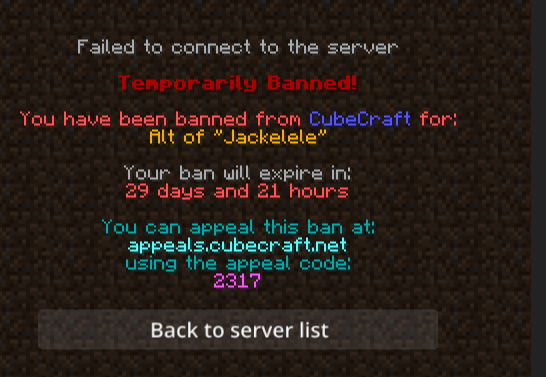 Failed to connect to the server
Temporarily Banned!
You have been banned from CubeCraft for:
Alt of "Jackelele"
Your ban will expire in:
29 days and 21 hours
You can appeal this ban at:
appeals.cubecraft.net
using the appeal code:
2317
Back to server list